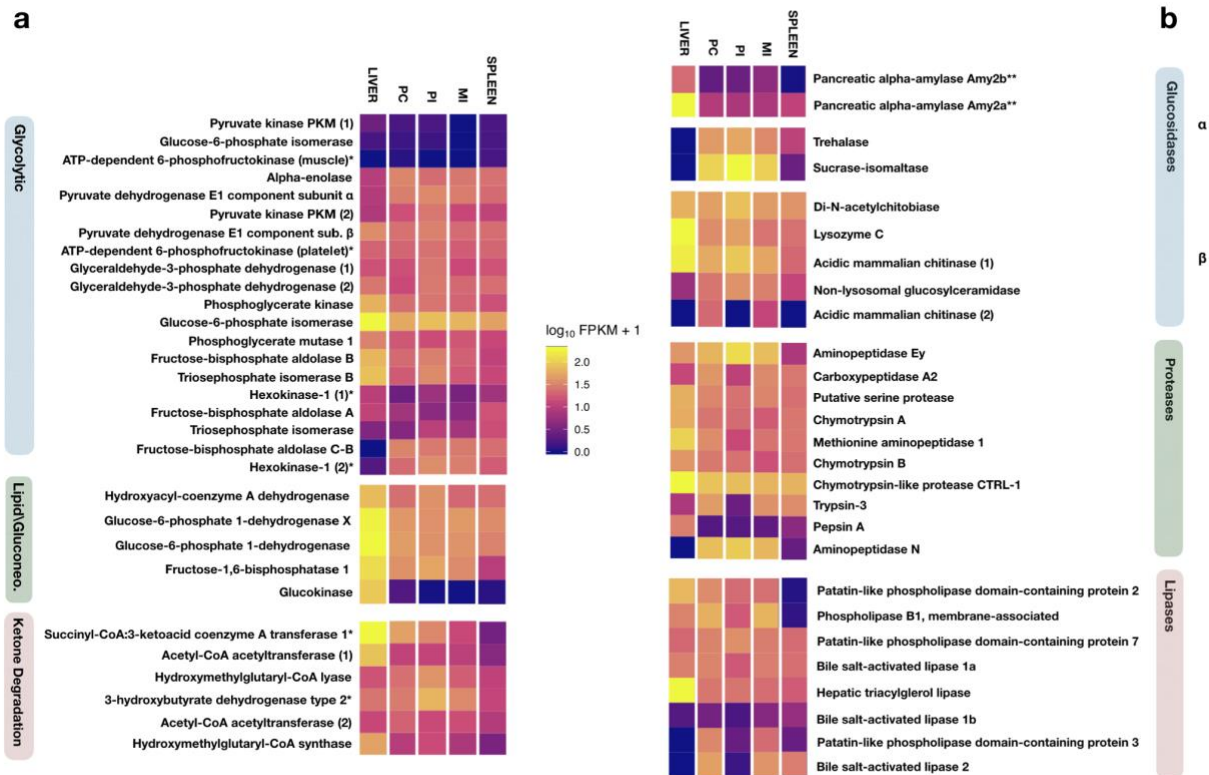 a
LIVER
PC
PI
MI
SPLEEN
Glycolytic
Pyruvate kinase PKM (1)
Glucose-6-phosphate isomerase
ATP-dependent 6-phosphofructokinase (muscle)*
Alpha-enolase
Pyruvate dehydrogenase E1 component subunit α
Pyruvate kinase PKM (2)
Pyruvate dehydrogenase E1 component sub. β
ATP-dependent 6-phosphofructokinase (platelet)*
Glyceraldehyde-3-phosphate dehydrogenase (1)
Glyceraldehyde-3-phosphate dehydrogenase (2)
Phosphoglycerate kinase
Glucose-6-phosphate isomerase
Phosphoglycerate mutase 1
Fructose-bisphosphate aldolase B
Triosephosphate isomerase B
Hexokinase-1 (1)*
Fructose-bisphosphate aldolase A
Triosephosphate isomerase
Fructose-bisphosphate aldolase C-B
Hexokinase-1 (2)*
Lipid\Gluconeo.
Hydroxyacyl-coenzyme A dehydrogenase
Glucose-6-phosphate 1-dehydrogenase X
Glucose-6-phosphate 1-dehydrogenase
Fructose-1,6-bisphosphatase 1
Glucokinase
Ketone Degradation
Succinyl-CoA:3-ketoacid coenzyme A transferase 1*
Acetyl-CoA acetyltransferase (1)
Hydroxymethylglutaryl-CoA lyase
3-hydroxybutyrate dehydrogenase type 2*
Acetyl-CoA acetyltransferase (2)
Hydroxymethylglutaryl-CoA synthase
log10 FPKM + 1
2.0
1.5
1.0
0.5
0.0
b
LIVER
PC
PI
MI
SPLEEN
Glucosidases
α
β
Pancreatic alpha-amylase Amy2b**
Pancreatic alpha-amylase Amy2a**
Trehalase
Sucrase-isomaltase
Di-N-acetylchitobiase
Lysozyme C
Acidic mammalian chitinase (1)
Non-lysosomal glucosylceramidase
Acidic mammalian chitinase (2)
Proteases
Aminopeptidase Ey
Carboxypeptidase A2
Putative serine protease
Chymotrypsin A
Methionine aminopeptidase 1
Chymotrypsin B
Chymotrypsin-like protease CTRL-1
Trypsin-3
Pepsin A
Aminopeptidase N
Lipases
Patatin-like phospholipase domain-containing protein 2
Phospholipase B1, membrane-associated
Patatin-like phospholipase domain-containing protein 7
Bile salt-activated lipase 1a
Hepatic triacylglerol lipase
Bile salt-activated lipase 1b
Patatin-like phospholipase domain-containing protein 3
Bile salt-activated lipase 2